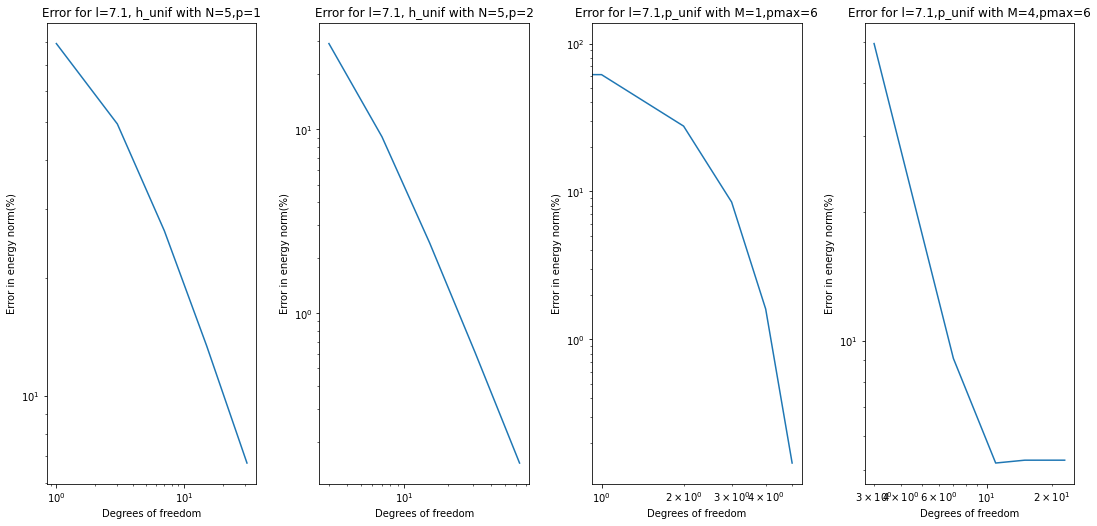 Error for l=7.1, h_unif with N=5,p=1
Error in energy norm(%)
10¹
10⁰
10¹
Degrees of freedom
Error for l=7.1, h_unif with N=5,p=2
Error in energy norm(%)
10¹
10⁰
10¹
Degrees of freedom
Error for l=7.1,p_unif with M=1,pmax=6
Error in energy norm(%)
10²
10¹
10⁰
10⁰
2 × 10⁰
3 × 10⁰
4 × 10⁰
Degrees of freedom
Error for l=7.1,p_unif with M=4,pmax=6
Error in energy norm(%)
10¹
3 × 10⁰
4 × 10⁰
6 × 10⁰
10¹
2 × 10¹
Degrees of freedom